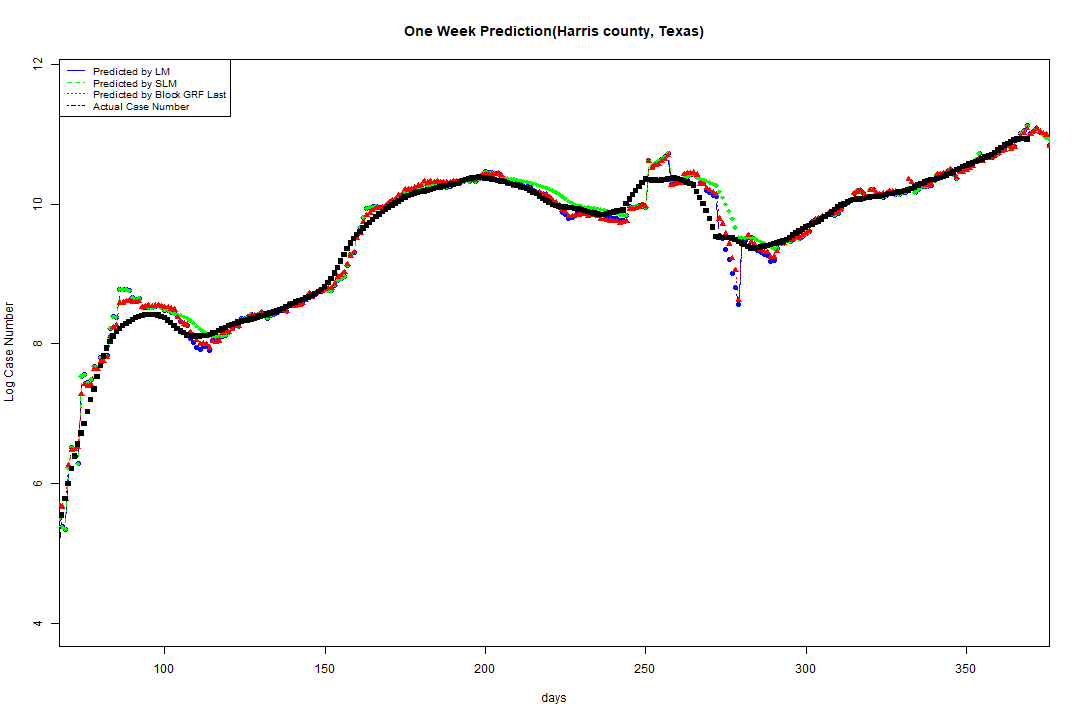 One Week Prediction(Harris county, Texas)
Predicted by LM
Predicted by SLM
Predicted by Block GRF Last
Actual Case Number
12
10
8
6
4
Log Case Number
100 150 200 250 300 350
days